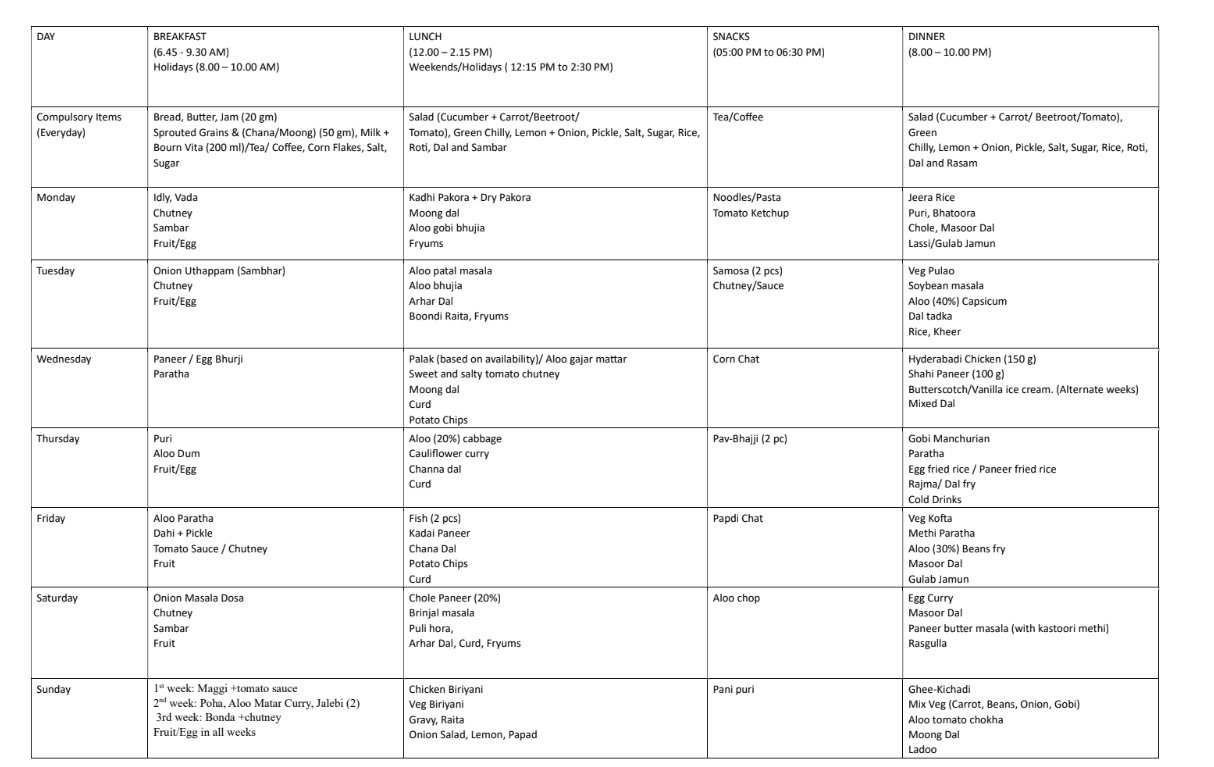 DAY
BREAKFAST
(6.45 - 9.30 AM)
Holidays (8.00 – 10.00 AM)
LUNCH
(12.00 – 2.15 PM)
Weekends/Holidays ( 12:15 PM to 2:30 PM)
SNACKS
(05:00 PM to 06:30 PM)
DINNER
(8.00 – 10.00 PM)
Compulsory Items
(Everyday)
Bread, Butter, Jam (20 gm)
Sprouted Grains & (Chana/Moong) (50 gm), Milk +
Bourn Vita (200 ml)/Tea/ Coffee, Corn Flakes, Salt,
Sugar
Salad (Cucumber + Carrot/Beetroot/
Tomato), Green Chilly, Lemon + Onion, Pickle, Salt, Sugar, Rice,
Roti, Dal and Sambar
Tea/Coffee
Salad (Cucumber + Carrot/ Beetroot/Tomato),
Green
Chilly, Lemon + Onion, Pickle, Salt, Sugar, Rice, Roti,
Dal and Rasam
Monday
Idly, Vada
Chutney
Sambar
Fruit/Egg
Kadhi Pakora + Dry Pakora
Moong dal
Aloo gobi bhujia
Fryums
Noodles/Pasta
Tomato Ketchup
Jeera Rice
Puri, Bhatoora
Chole, Masoor Dal
Lassi/Gulab Jamun
Tuesday
Onion Uthappam (Sambhar)
Chutney
Fruit/Egg
Aloo patal masala
Aloo bhujia
Arhar Dal
Boondi Raita, Fryums
Samosa (2 pcs)
Chutney/Sauce
Veg Pulao
Soybean masala
Aloo (40%) Capsicum
Dal tadka
Rice, Kheer
Wednesday
Paneer / Egg Bhurji
Paratha
Palak (based on availability)/ Aloo gajar mattar
Sweet and salty tomato chutney
Moong dal
Curd
Potato Chips
Corn Chat
Hyderabadi Chicken (150 g)
Shahi Paneer (100 g)
Butterscotch/Vanilla ice cream. (Alternate weeks)
Mixed Dal
Thursday
Puri
Aloo Dum
Fruit/Egg
Aloo (20%) cabbage
Cauliflower curry
Channa dal
Curd
Pav-Bhajji (2 pc)
Gobi Manchurian
Paratha
Egg fried rice / Paneer fried rice
Rajma/ Dal fry
Cold Drinks
Friday
Aloo Paratha
Dahi + Pickle
Tomato Sauce / Chutney
Fruit
Fish (2 pcs)
Kadai Paneer
Chana Dal
Potato Chips
Curd
Papdi Chat
Veg Kofta
Methi Paratha
Aloo (30%) Beans fry
Masoor Dal
Gulab Jamun
Saturday
Onion Masala Dosa
Chutney
Sambar
Fruit
Chole Paneer (20%)
Brinjal masala
Puli hora,
Arhar Dal, Curd, Fryums
Aloo chop
Egg Curry
Masoor Dal
Paneer butter masala (with kastoori methi)
Rasgulla
Sunday
1st week: Maggi +tomato sauce
2nd week: Poha, Aloo Matar Curry, Jalebi (2)
3rd week: Bonda +chutney
Fruit/Egg in all weeks
Chicken Biriyani
Veg Biriyani
Gravy, Raita
Onion Salad, Lemon, Papad
Pani puri
Ghee-Kichadi
Mix Veg (Carrot, Beans, Onion, Gobi)
Aloo tomato chokha
Moong Dal
Ladoo